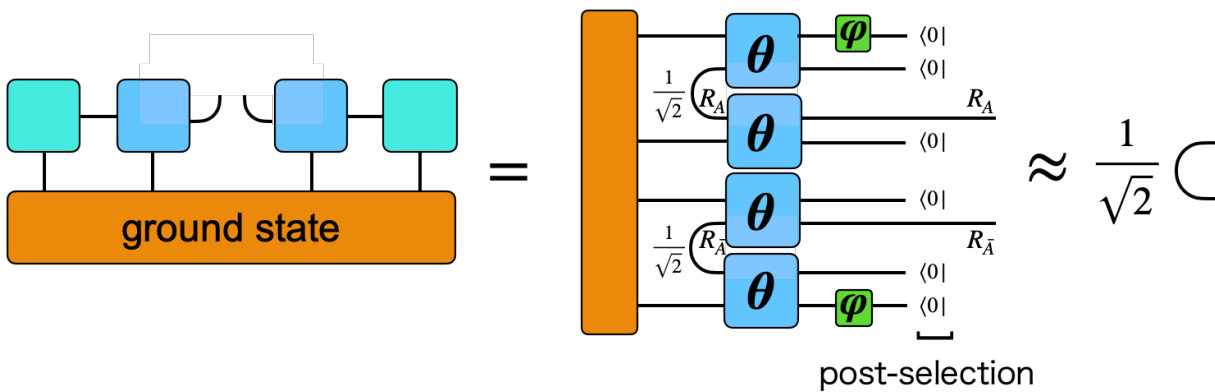 ground state
=
θ
φ
⟨0|
⟨0|
1
√2
R_A
θ
R_A
⟨0|
θ
⟨0|
1
√2
R_Ā
R_Ā
θ
⟨0|
φ
⟨0|
post-selection
≈
1
√2